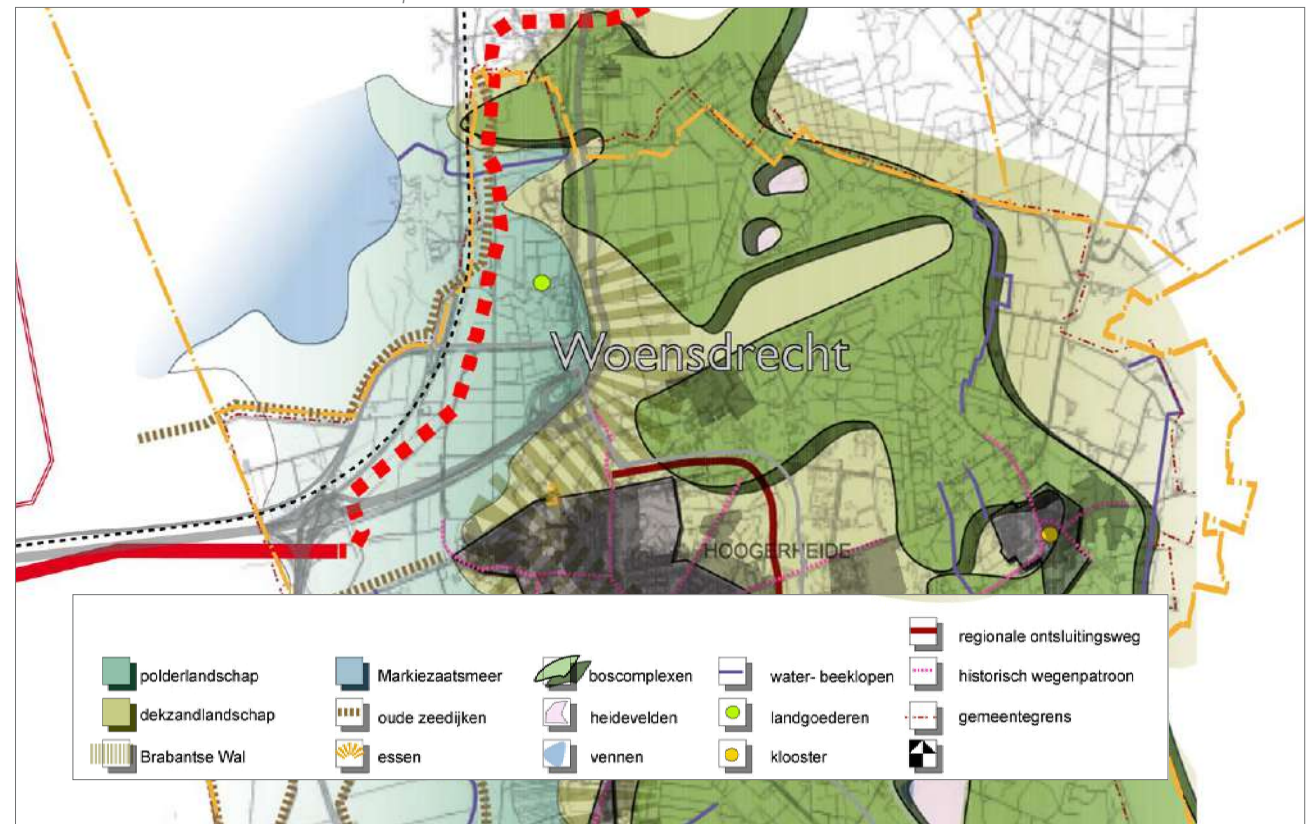 Woensdrecht
HOOGERHEIDE
regionale ontsluitingsweg
polderlandschap
Markiezaatsmeer
boscomplexen
water- beeklopen
historisch wegenpatroon
dekzandlandschap
oude zeedijken
heidevelden
landgoederen
gemeentegrens
Brabantse Wal
essen
vennen
klooster